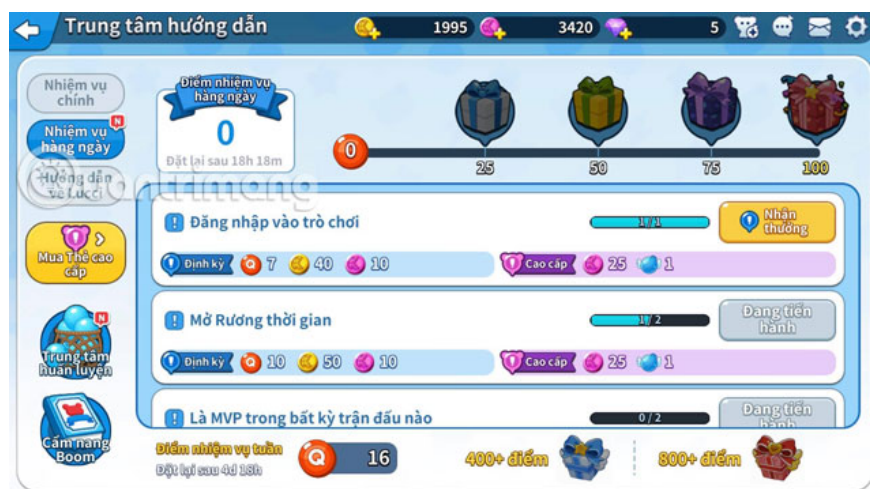 Trung tâm hướng dẫn
1995
3420
5
Nhiệm vụ
chính
Nhiệm vụ
hàng ngày
N
Hướng dẫn
về Lucci
Mua Thẻ cao
cấp
N
Trung tâm
huấn luyện
Cẩm nang
Boom
Điểm nhiệm vụ
hàng ngày
0
Đặt lại sau 18h 18m
0
25
50
75
100
Quantrimang
Đăng nhập vào trò chơi
1/1
Nhận
thưởng
Định kỳ Q 7 40 10
Cao cấp 25 1
Mở Rương thời gian
1/2
Đang tiến
hành
Định kỳ Q 10 50 10
Cao cấp 25 1
Là MVP trong bất kỳ trận đấu nào
0/2
Đang tiến
hành
Điểm nhiệm vụ tuần
Đặt lại sau 4d 18h
Q 16
400+ điểm
800+ điểm